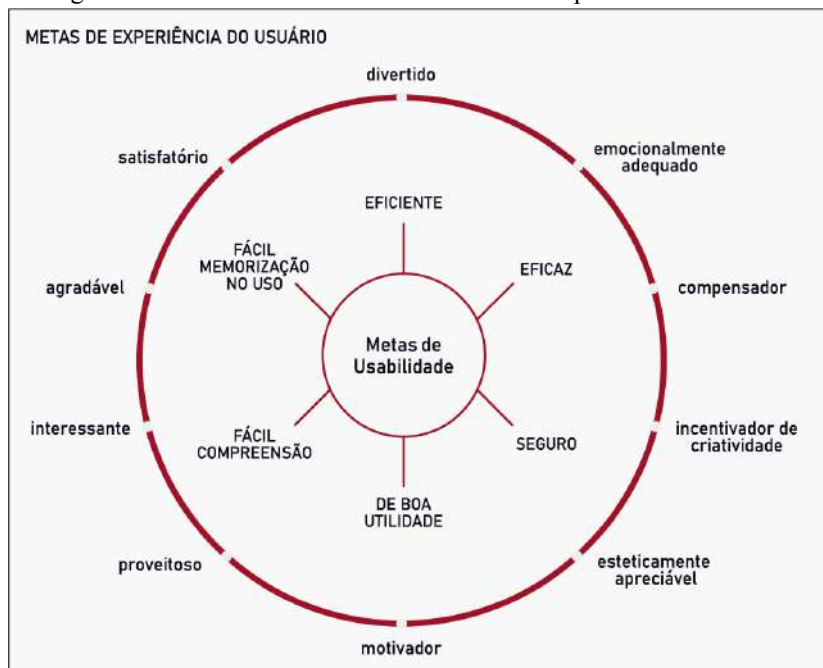 METAS DE EXPERIÊNCIA DO USUÁRIO
divertido
satisfatório
emocionalmente
adequado
EFICIENTE
FÁCIL
MEMORIZAÇÃO
NO USO
EFICAZ
agradável
compensador
Metas de
Usabilidade
interessante
FÁCIL
COMPREENSÃO
SEGURO
incentivador de
criatividade
DE BOA
UTILIDADE
proveitoso
esteticamente
apreciável
motivador